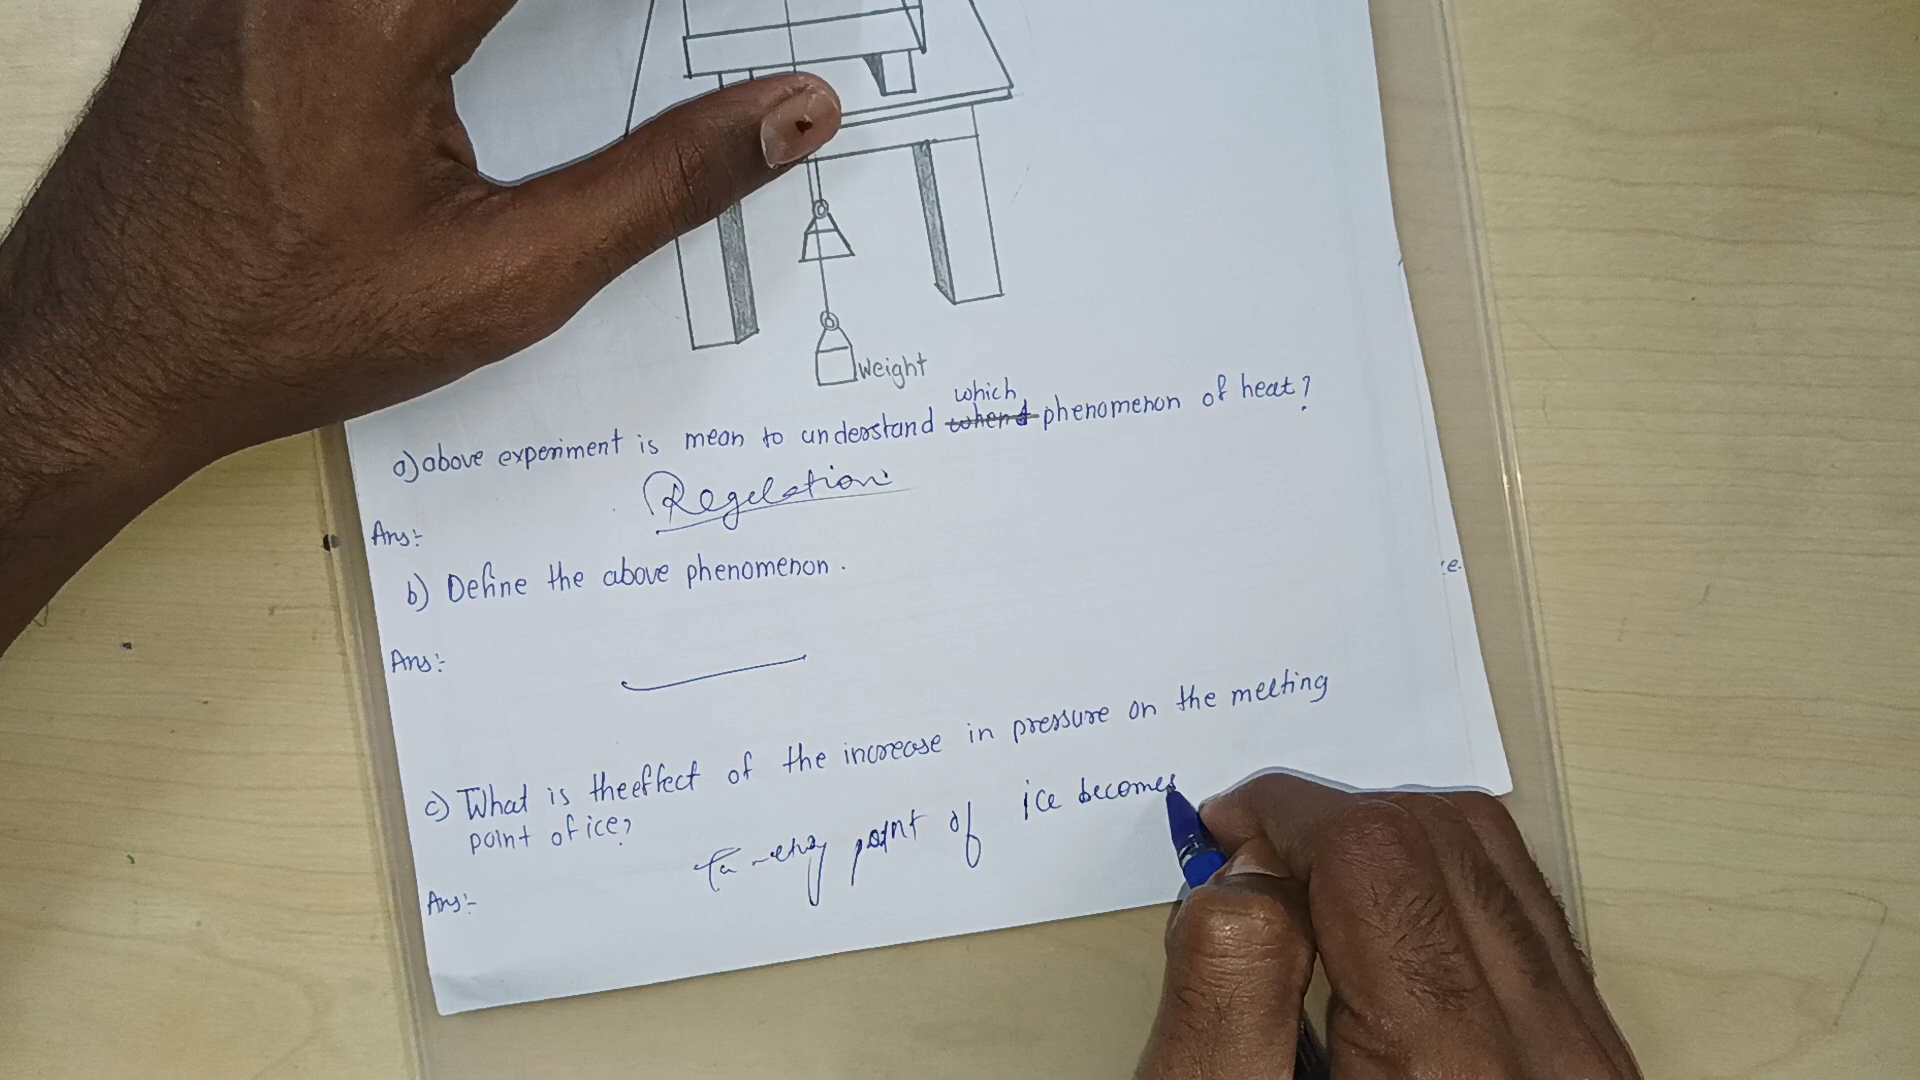 Weight
which
a) above experiment is mean to understand when phenomenon of heat?
Regelation
Ans:-
b) Define the above phenomenon.
Ans:-
c) What is the effect of the increase in pressure on the melting
point of ice?
point of ice becomes
Ans:-
e.